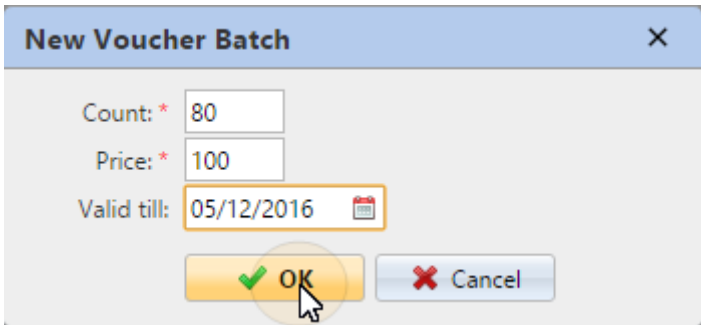 New Voucher Batch
Count: * 80
Price: * 100
Valid till: 05/12/2016
OK Cancel